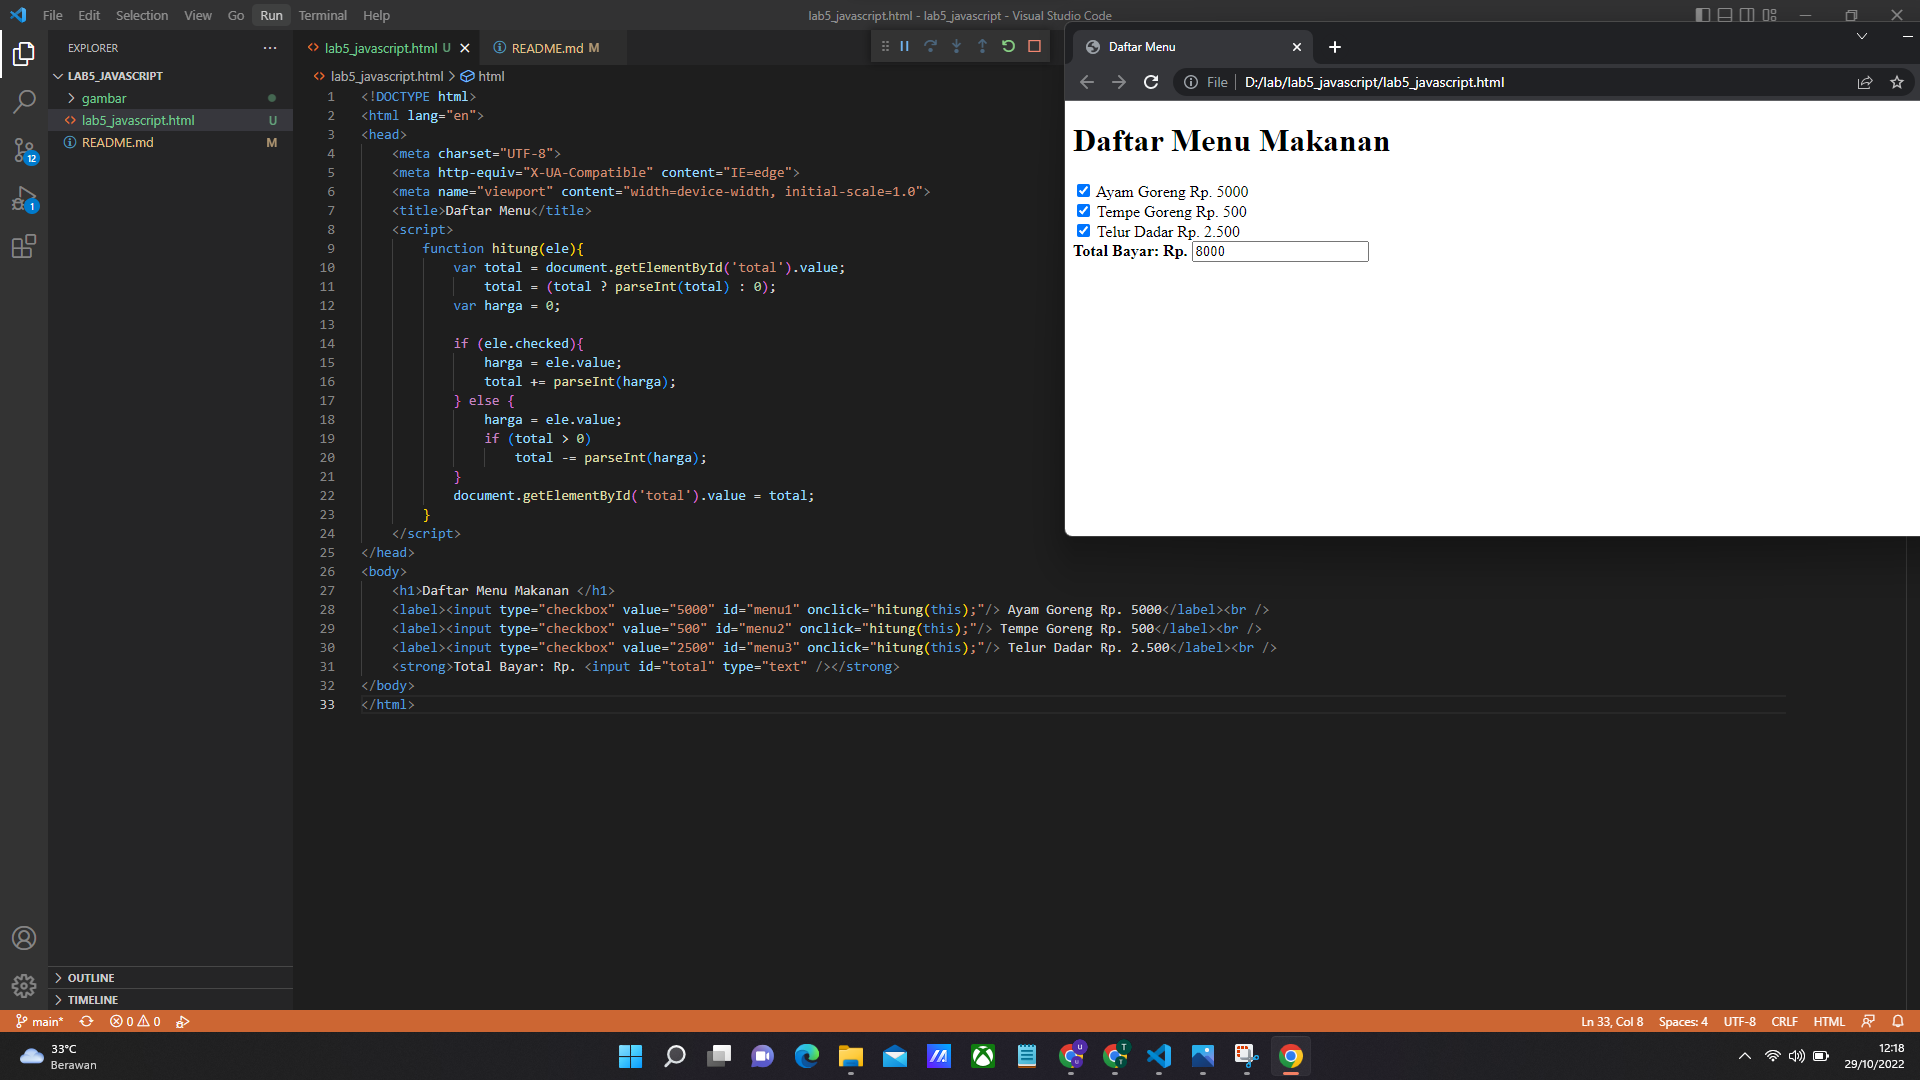 File Edit Selection View Go Run Terminal Help
lab5_javascript.html - lab5_javascript - Visual Studio Code
EXPLORER
LAB5_JAVASCRIPT
gambar
lab5_javascript.html U
README.md M
12
1
OUTLINE
TIMELINE
lab5_javascript.html U
README.md M
lab5_javascript.html > html
1 <!DOCTYPE html>
2 <html lang="en">
3 <head>
4 <meta charset="UTF-8">
5 <meta http-equiv="X-UA-Compatible" content="IE=edge">
6 <meta name="viewport" content="width=device-width, initial-scale=1.0">
7 <title>Daftar Menu</title>
8 <script>
9 function hitung(ele){
10 var total = document.getElementById('total').value;
11 total = (total ? parseInt(total) : 0);
12 var harga = 0;
13
14 if (ele.checked){
15 harga = ele.value;
16 total += parseInt(harga);
17 } else {
18 harga = ele.value;
19 if (total > 0)
20 total -= parseInt(harga);
21 }
22 document.getElementById('total').value = total;
23 }
24 </script>
25 </head>
26 <body>
27 <h1>Daftar Menu Makanan </h1>
28 <label><input type="checkbox" value="5000" id="menu1" onclick="hitung(this);"/> Ayam Goreng Rp. 5000</label><br />
29 <label><input type="checkbox" value="500" id="menu2" onclick="hitung(this);"/> Tempe Goreng Rp. 500</label><br />
30 <label><input type="checkbox" value="2500" id="menu3" onclick="hitung(this);"/> Telur Dadar Rp. 2.500</label><br />
31 <strong>Total Bayar: Rp. <input id="total" type="text" /></strong>
32 </body>
33 </html>
Daftar Menu
File D:/lab/lab5_javascript/lab5_javascript.html
Daftar Menu Makanan
Ayam Goreng Rp. 5000
Tempe Goreng Rp. 500
Telur Dadar Rp. 2.500
Total Bayar: Rp. 8000
main* 0 0
Ln 33, Col 8 Spaces: 4 UTF-8 CRLF HTML
33°C
Berawan
U
T
12:18
29/10/2022